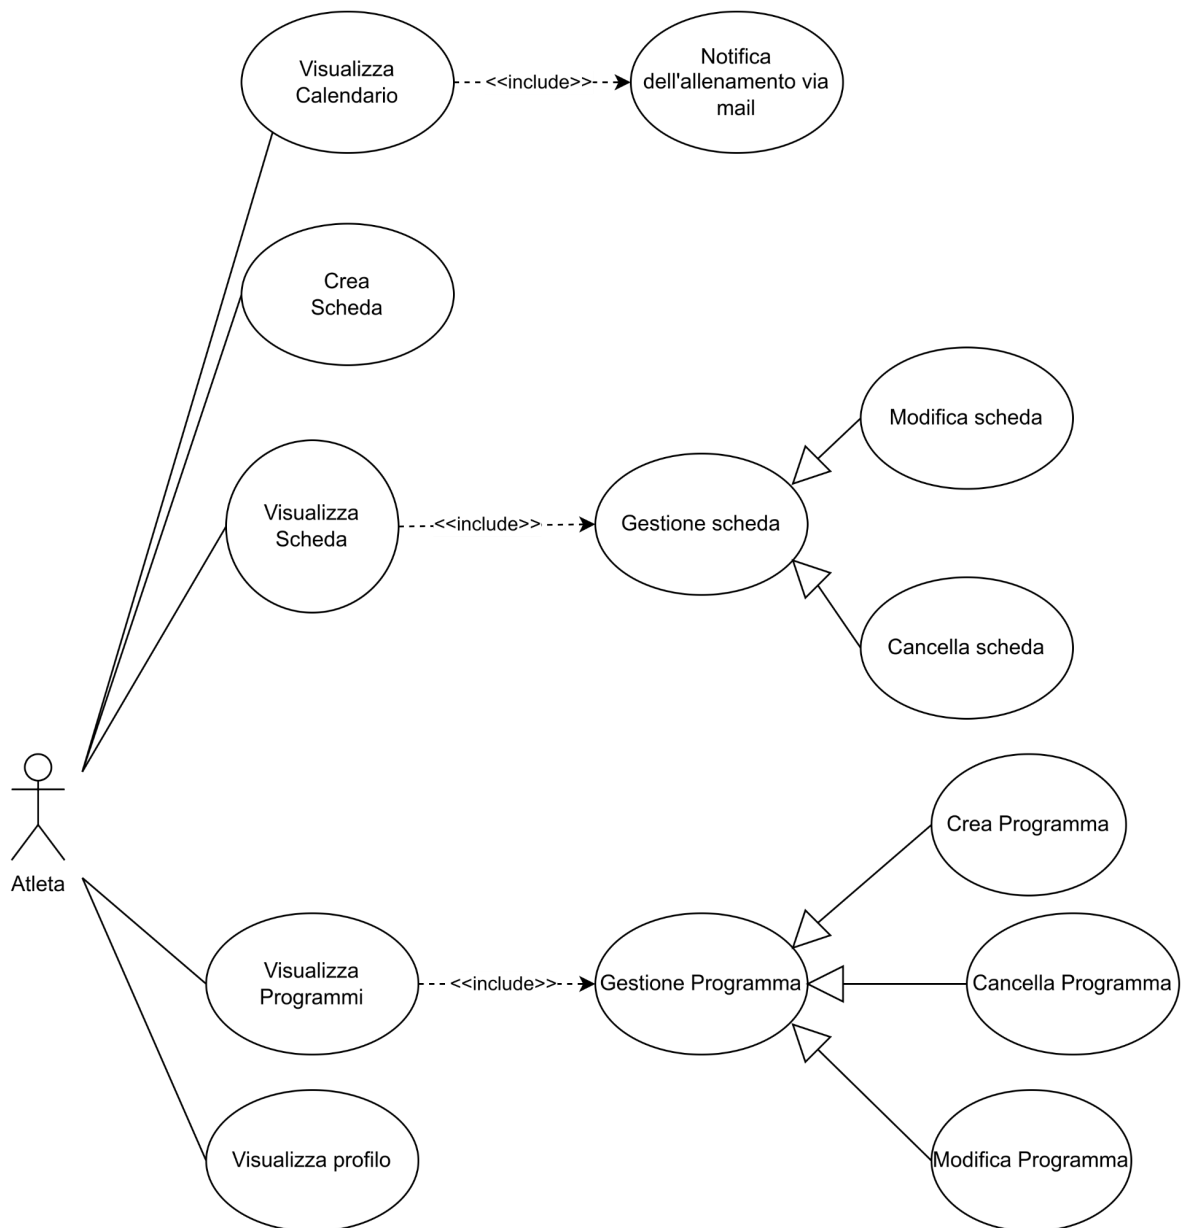 Visualizza
Calendario
<<include>>
Notifica
dell'allenamento via
mail
Crea
Scheda
Modifica scheda
Visualizza
Scheda
<<include>>
Gestione scheda
Cancella scheda
Crea Programma
Atleta
Visualizza
Programmi
<<include>>
Gestione Programma
Cancella Programma
Visualizza profilo
Modifica Programma